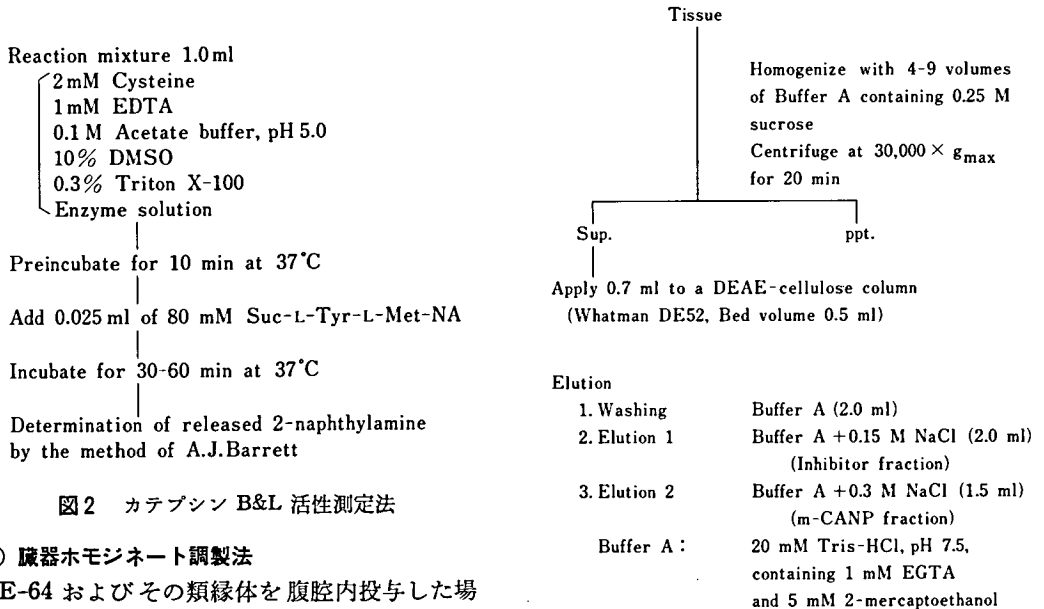 Reaction mixture 1.0ml
2mM Cysteine
1mM EDTA
0.1 M Acetate buffer, pH 5.0
10% DMSO
0.3% Triton X-100
Enzyme solution
Preincubate for 10 min at 37°C
Add 0.025 ml of 80 mM Suc-L-Tyr-L-Met-NA
Incubate for 30-60 min at 37°C
Determination of released 2-naphthylamine
by the method of A.J.Barrett
図2 カテプシン B&L 活性測定法
) 臓器ホモジネート調製法
E-64 およびその類縁体を腹腔内投与した場
Tissue
Homogenize with 4-9 volumes
of Buffer A containing 0.25 M
sucrose
Centrifuge at 30,000 × gmax
for 20 min
Sup. ppt.
Apply 0.7 ml to a DEAE-cellulose column
(Whatman DE52, Bed volume 0.5 ml)
Elution
1. Washing Buffer A (2.0 ml)
2. Elution 1 Buffer A +0.15 M NaCl (2.0 ml)
(Inhibitor fraction)
3. Elution 2 Buffer A +0.3 M NaCl (1.5 ml)
(m-CANP fraction)
Buffer A : 20 mM Tris-HCl, pH 7.5,
containing 1 mM EGTA
and 5 mM 2-mercaptoethanol